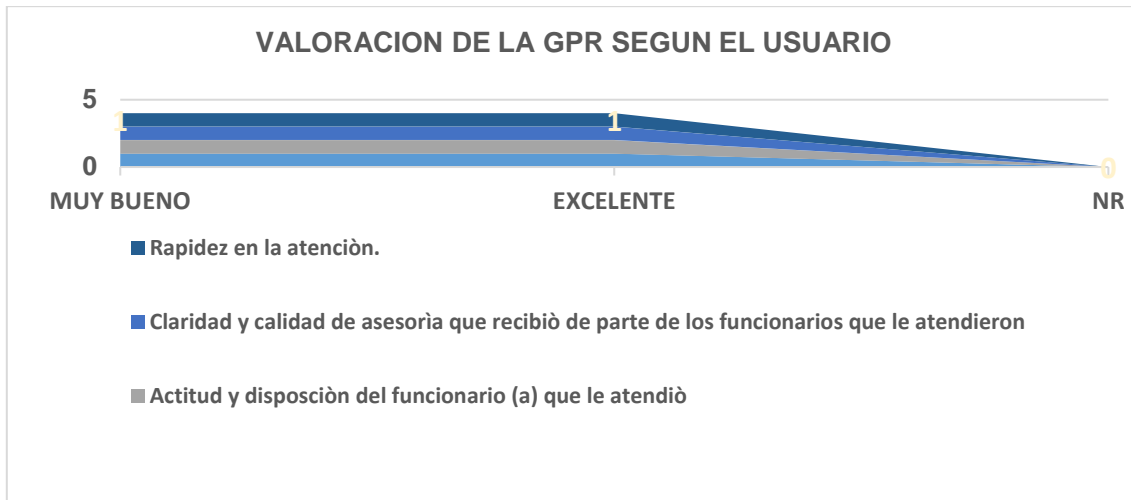 VALORACION DE LA GPR SEGUN EL USUARIO
5
1 1
0 0
MUY BUENO EXCELENTE NR
Rapidez en la atenciòn.
Claridad y calidad de asesorìa que recibiò de parte de los funcionarios que le atendieron
Actitud y disposciòn del funcionario (a) que le atendiò